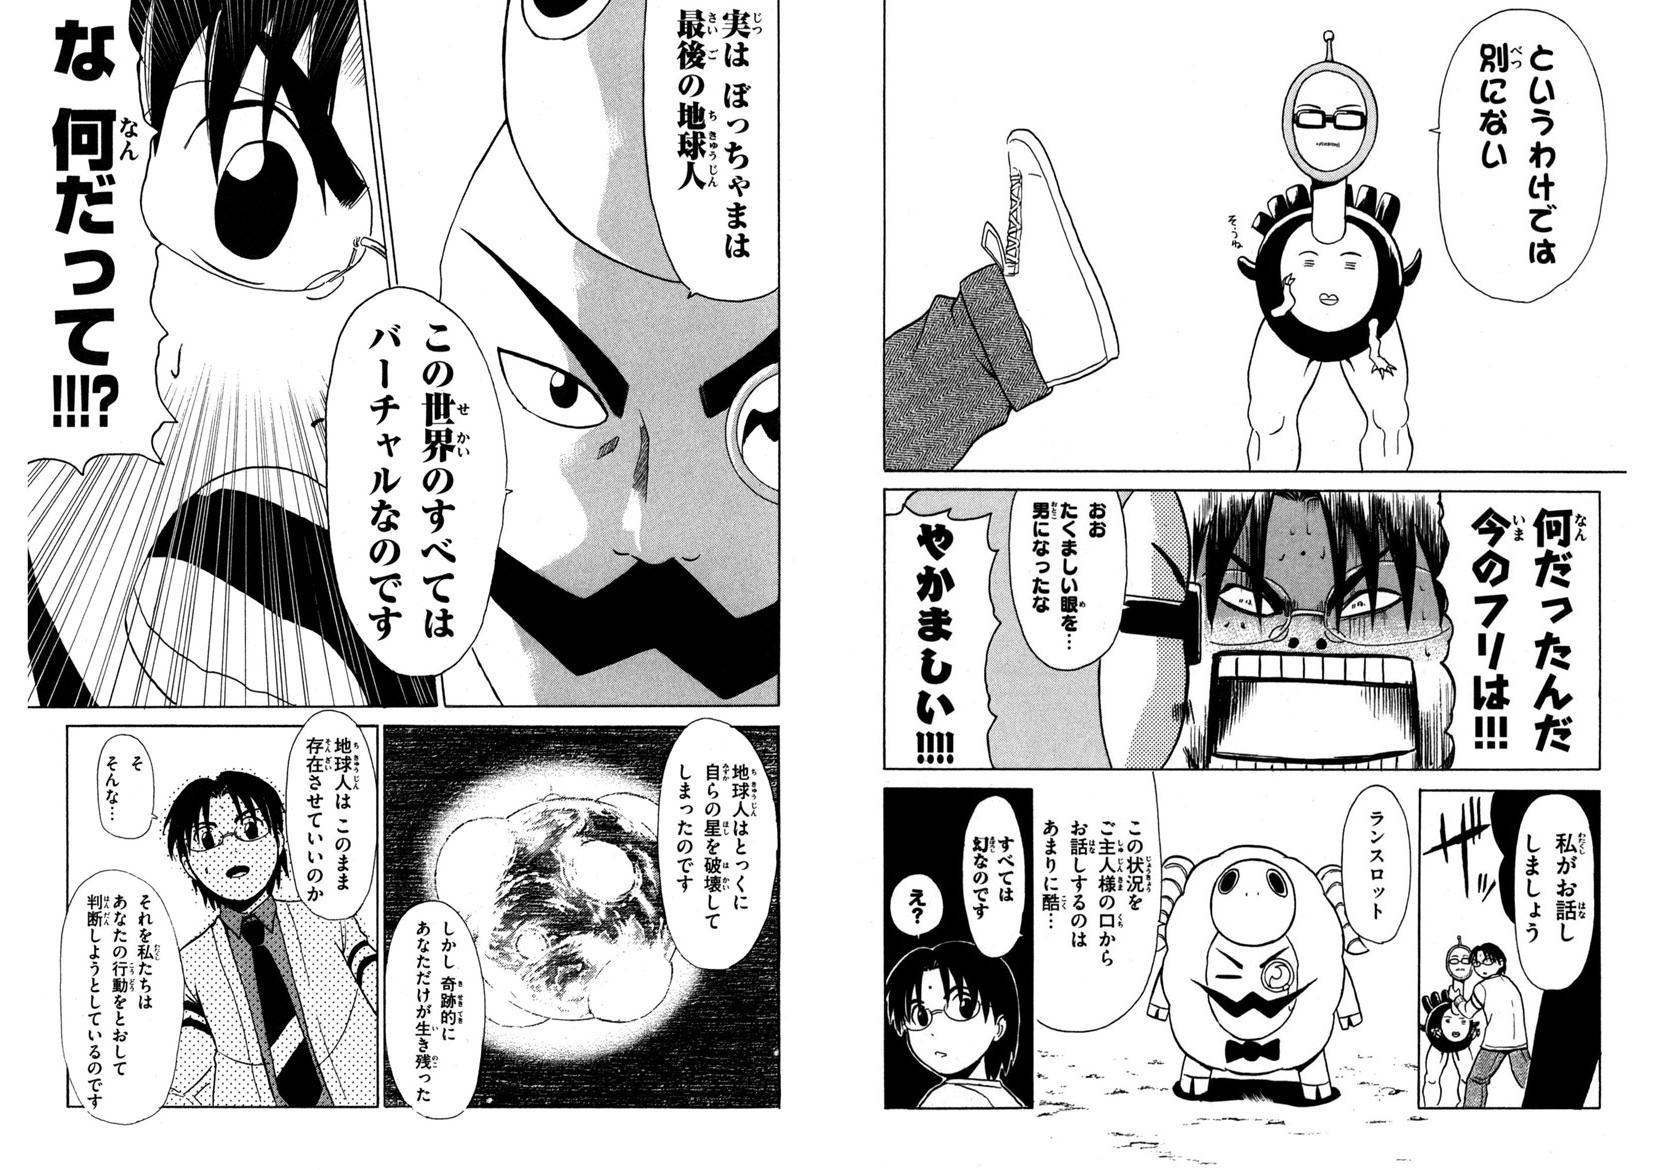 というわけでは
別にない
そうね
何だったんだ
今のフリは!!!
おお
たくましい眼を…
男になったな
やかましい!!!!
私がお話し
しましょう
ランスロット
この状況を
ご主人様の口から
お話しするのは
あまりに酷…
すべては
幻なのです
え?
実は ぼっちゃまは
最後の地球人
この世界のすべては
バーチャルなのです
な 何だって!!!?
地球人はとっくに
自らの星を破壊して
しまったのです
しかし 奇跡的に
あなただけが生き残った
地球人は このまま
存在させていいのか
そ
そんな…
それを私たちは
あなたの行動をとおして
判断しようとしているのです